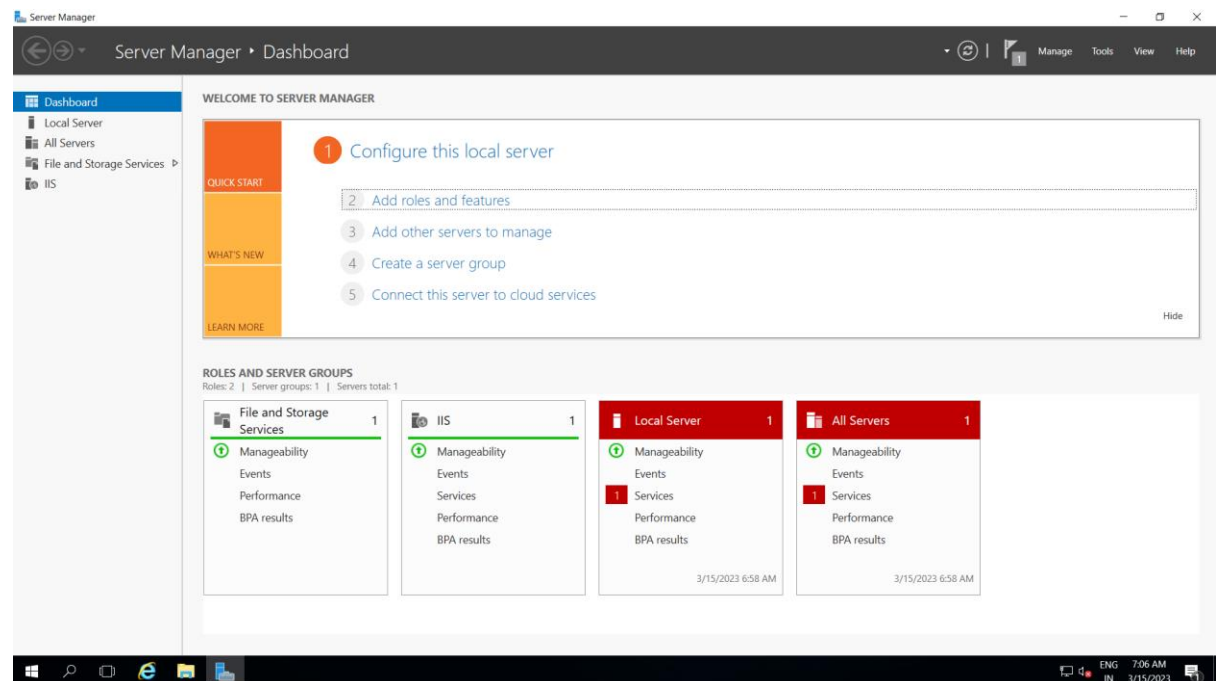 Server Manager
Server Manager • Dashboard
1
Manage
Tools
View
Help
Dashboard
Local Server
All Servers
File and Storage Services
IIS
WELCOME TO SERVER MANAGER
QUICK START
WHAT'S NEW
LEARN MORE
1 Configure this local server
2 Add roles and features
3 Add other servers to manage
4 Create a server group
5 Connect this server to cloud services
Hide
ROLES AND SERVER GROUPS
Roles: 2 | Server groups: 1 | Servers total: 1
File and Storage
Services
1
Manageability
Events
Performance
BPA results
IIS 1
Manageability
Events
Services
Performance
BPA results
Local Server 1
Manageability
Events
1 Services
Performance
BPA results
3/15/2023 6:58 AM
All Servers 1
Manageability
Events
1 Services
Performance
BPA results
3/15/2023 6:58 AM
ENG
IN
7:06 AM
3/15/2023
1